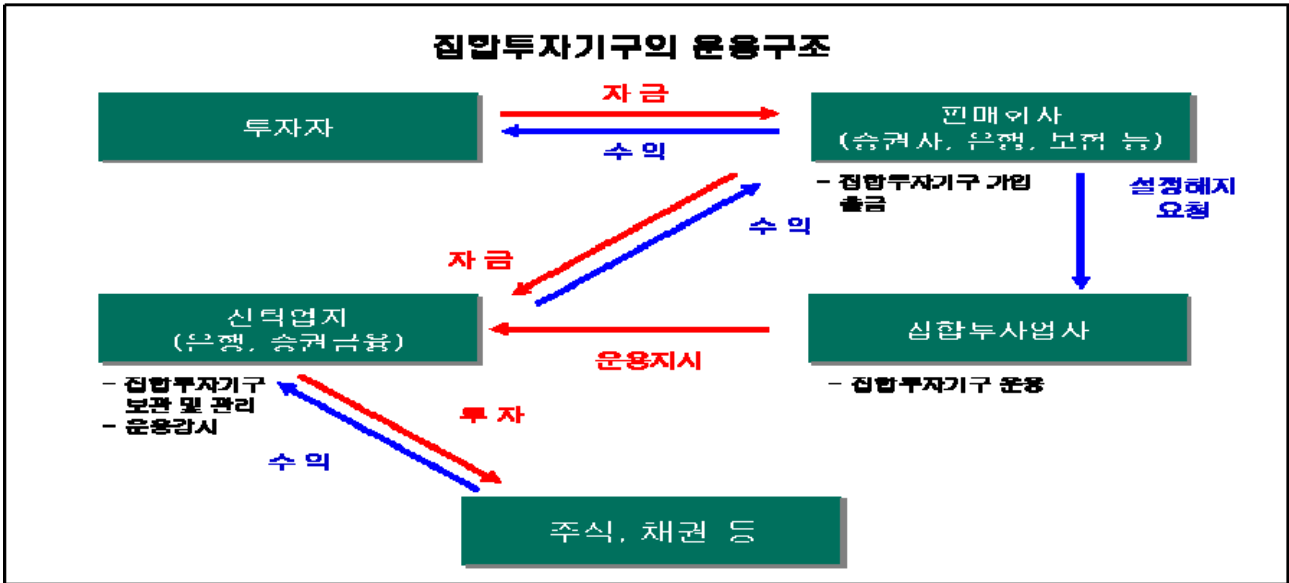 집합투자기구의 운용구조
투자자
자 금
수 익
판매회사
(증권사, 은행, 보험 등)
- 집합투자기구 가입
출금
설정해지
요청
자 금
수 익
신탁업자
(은행, 증권금융)
운용지시
집합투자업자
- 집합투자기구
보관 및 관리
- 운용감시
- 집합투자기구 운용
투 자
수 익
주식, 채권 등